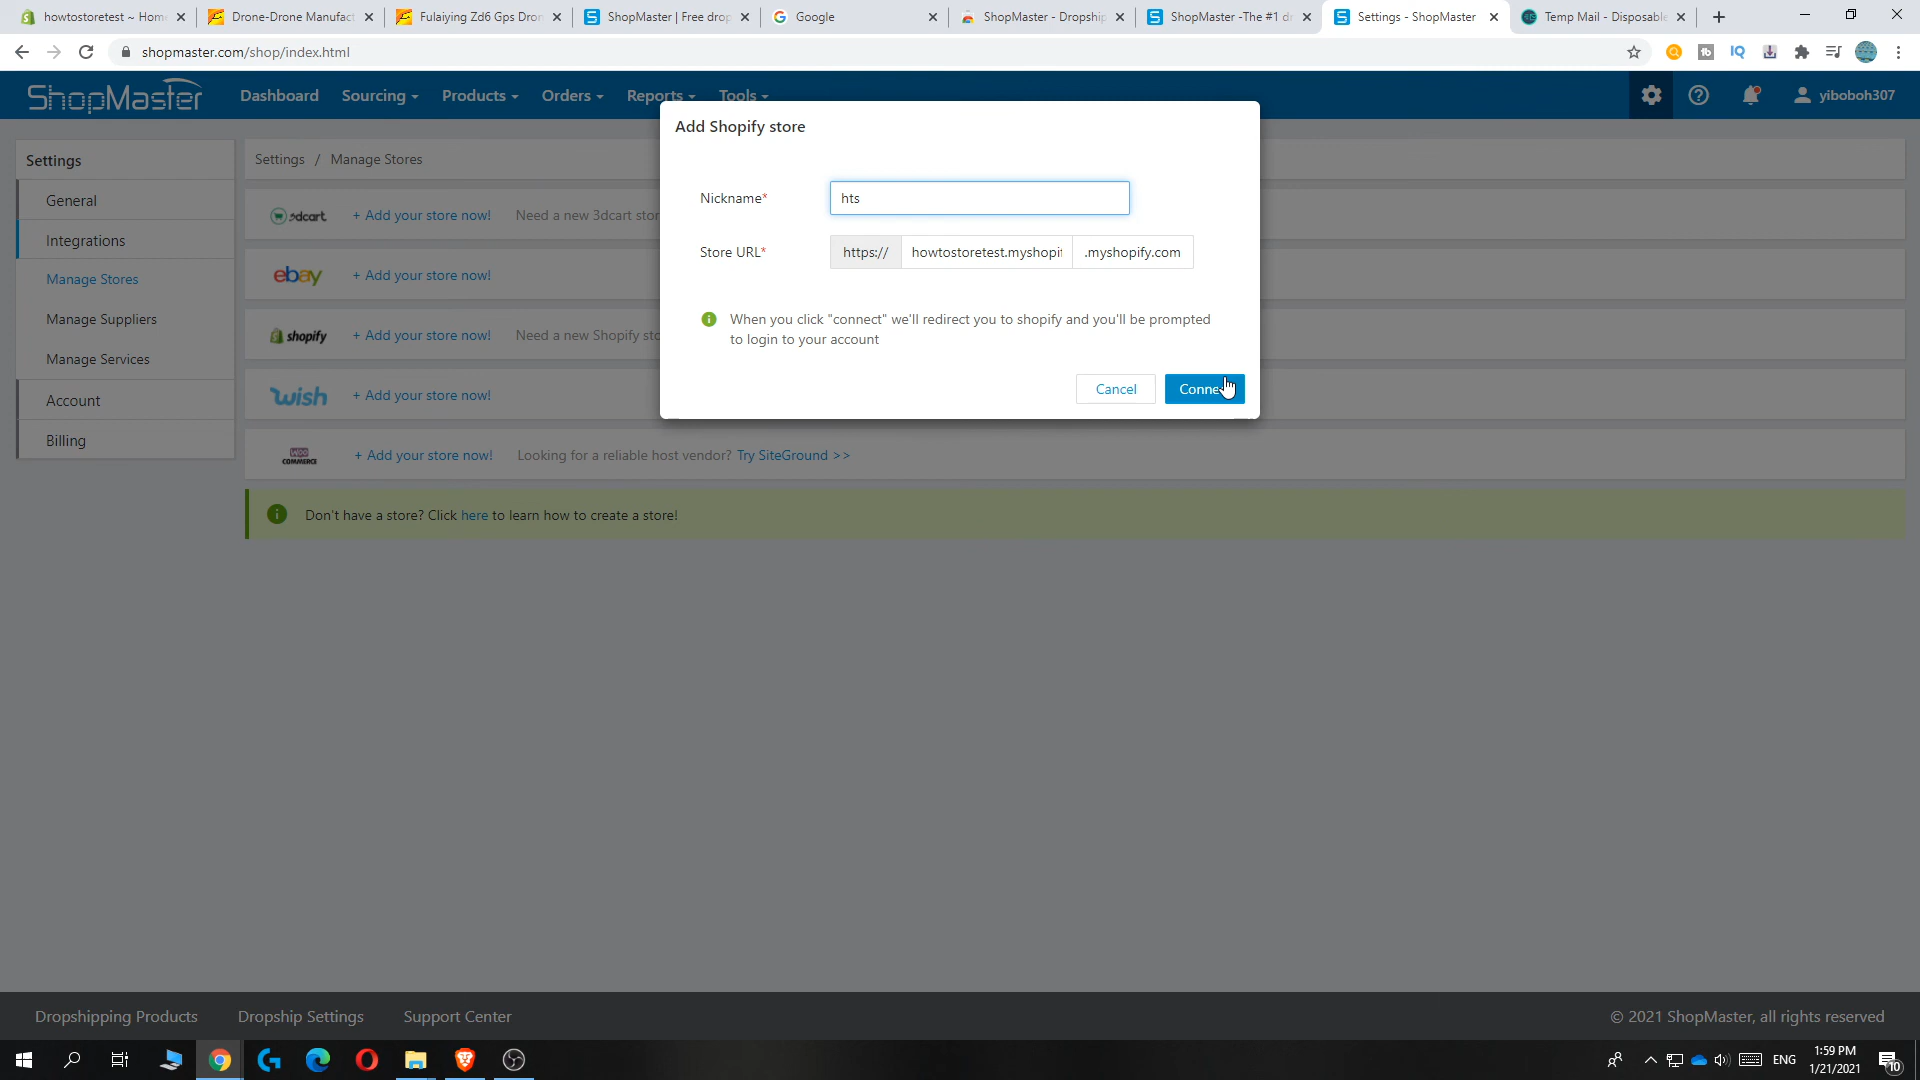 howtostoretest ~ Hom
Drone-Drone Manufact
Fulaiying Zd6 Gps Dron
ShopMaster | Free drop
Google
ShopMaster - Dropship
ShopMaster -The #1 dr
Settings - ShopMaster
Temp Mail - Disposable
shopmaster.com/shop/index.html
ShopMaster
Dashboard
Sourcing
Products
Orders
Reports
Tools
yiboboh307
Settings
General
Integrations
Manage Stores
Manage Suppliers
Manage Services
Account
Billing
Settings / Manage Stores
3dcart + Add your store now! Need a new 3dcart stor
ebay + Add your store now!
shopify + Add your store now! Need a new Shopify sto
wish + Add your store now!
WOO COMMERCE + Add your store now! Looking for a reliable host vendor? Try SiteGround >>
Don't have a store? Click here to learn how to create a store!
Add Shopify store
Nickname* hts
Store URL* https:// howtostoretest.myshopif .myshopify.com
When you click "connect" we'll redirect you to shopify and you'll be prompted
to login to your account
Cancel
Conne
Dropshipping Products
Dropship Settings
Support Center
© 2021 ShopMaster, all rights reserved
ENG
1:59 PM
1/21/2021
10